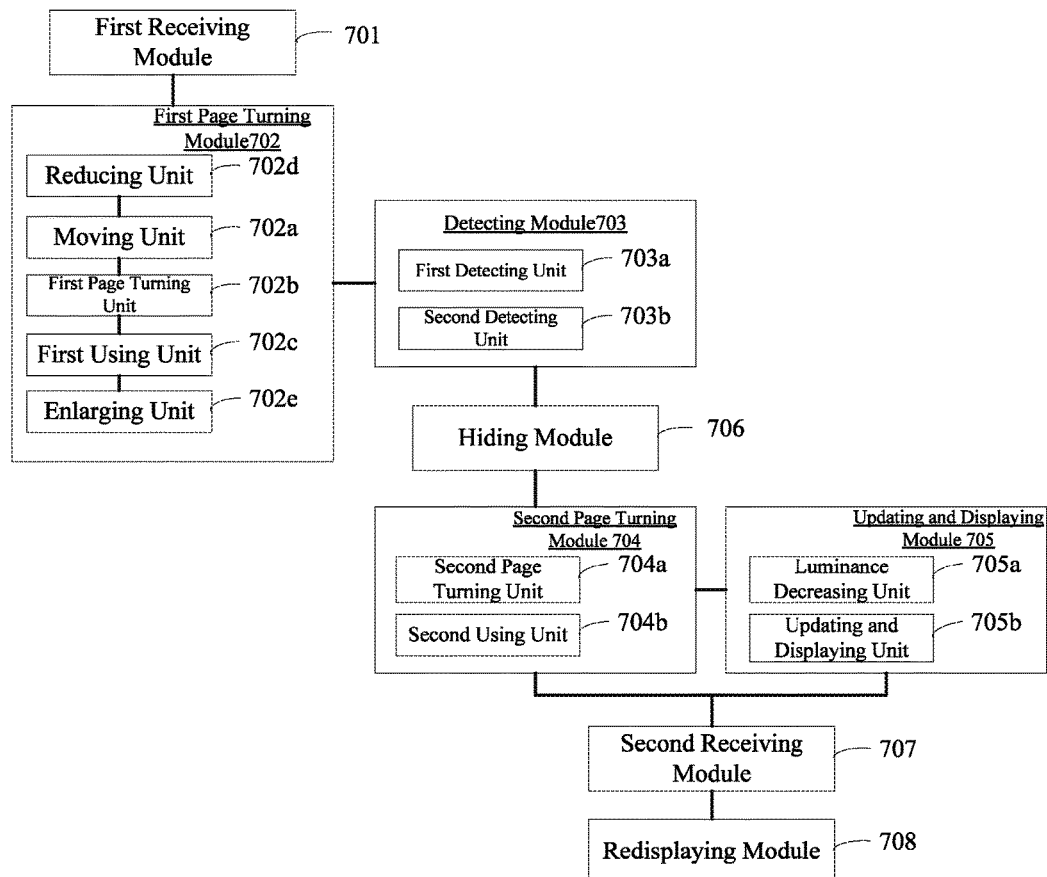 First Receiving
Module
701
First Page Turning
Module702
Reducing Unit
702d
Moving Unit
702a
First Page Turning
Unit
702b
First Using Unit
702c
Enlarging Unit
702e
Detecting Module703
First Detecting Unit
703a
Second Detecting
Unit
703b
Hiding Module
706
Second Page Turning
Module 704
Second Page
Turning Unit
704a
Second Using Unit
704b
Updating and Displaying
Module 705
Luminance
Decreasing Unit
705a
Updating and
Displaying Unit
705b
Second Receiving
Module
707
Redisplaying Module
708